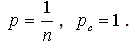 p = 1/n , p_c = 1 .